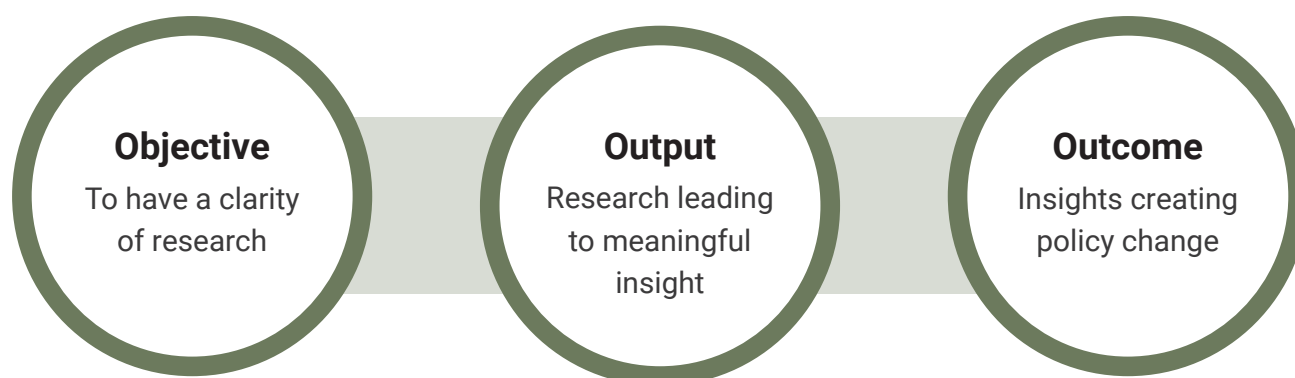 Objective
To have a clarity
of research
Output
Research leading
to meaningful
insight
Outcome
Insights creating
policy change